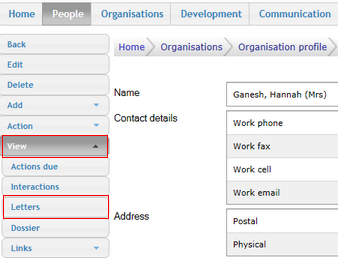 Home People Organisations Development Communication
Back
Edit
Delete
Add
Action
View
Actions due
Interactions
Letters
Dossier
Links
Home Organisations Organisation profile
Name Ganesh, Hannah (Mrs)
Contact details Work phone
Work fax
Work cell
Work email
Address Postal
Physical